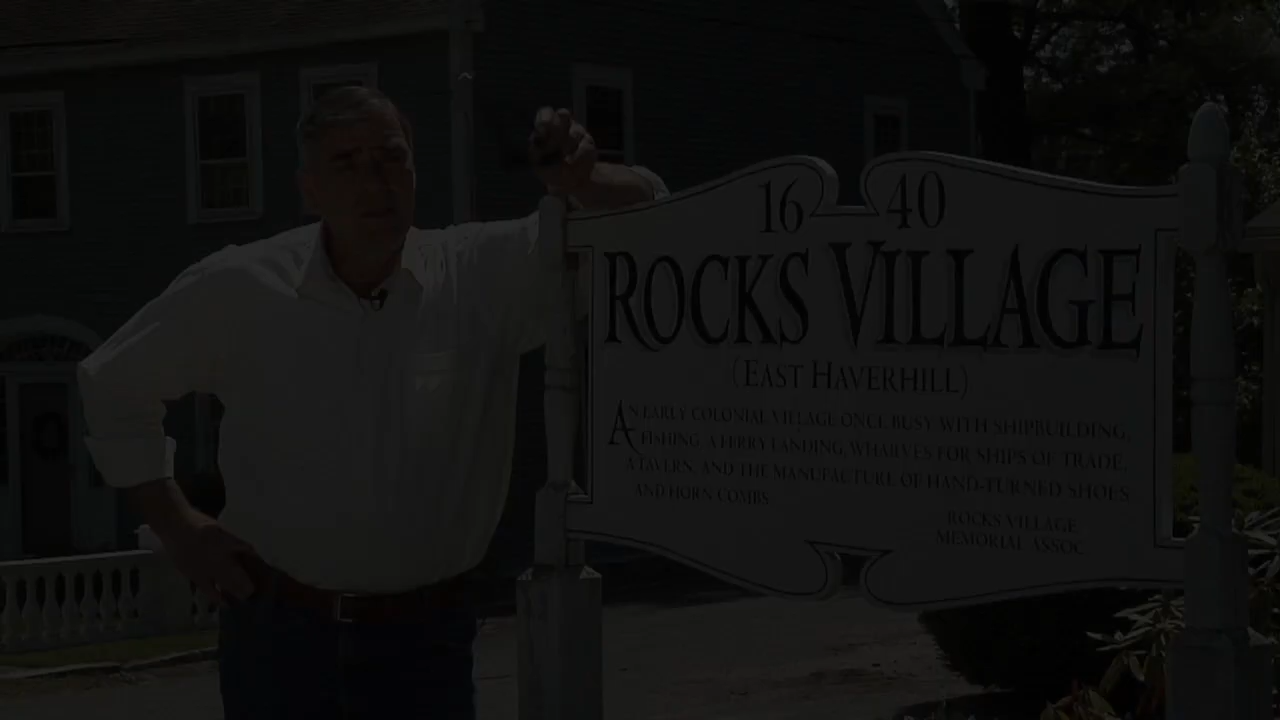 16 40
ROCKS VILLAGE
(EAST HAVERHILL)
AN EARLY COLONIAL VILLAGE ONCE BUSY WITH SHIPBUILDING,
FISHING, A FERRY LANDING, WHARVES FOR SHIPS OF TRADE,
A TAVERN, AND THE MANUFACTURE OF HAND-TURNED SHOES
AND HORN COMBS.
ROCKS VILLAGE
MEMORIAL ASSOC.